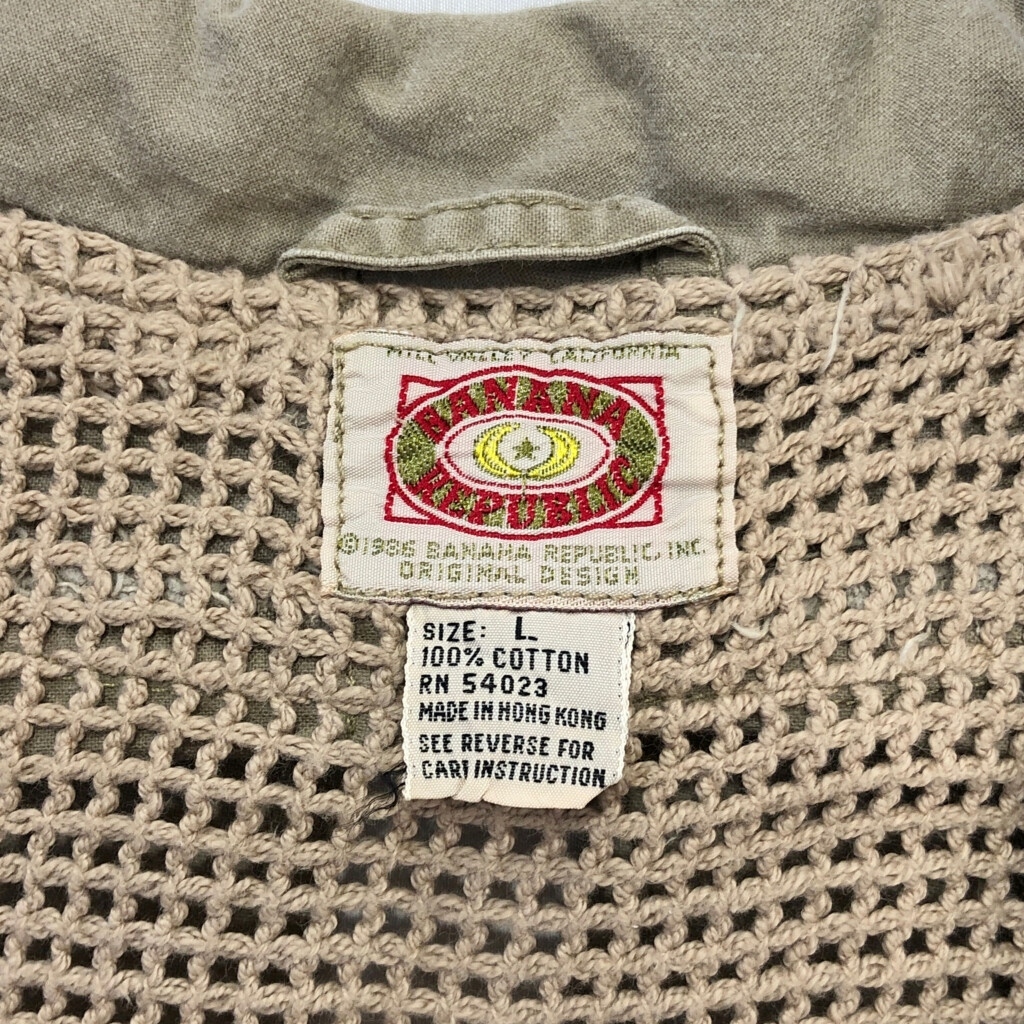 MILL VALLEY CALIFORNIA
BANANA
REPUBLIC
©1986 BANANA REPUBLIC, INC.
ORIGINAL DESIGN
SIZE: L
100% COTTON
RN 54023
MADE IN HONG KONG
SEE REVERSE FOR
CARE INSTRUCTION